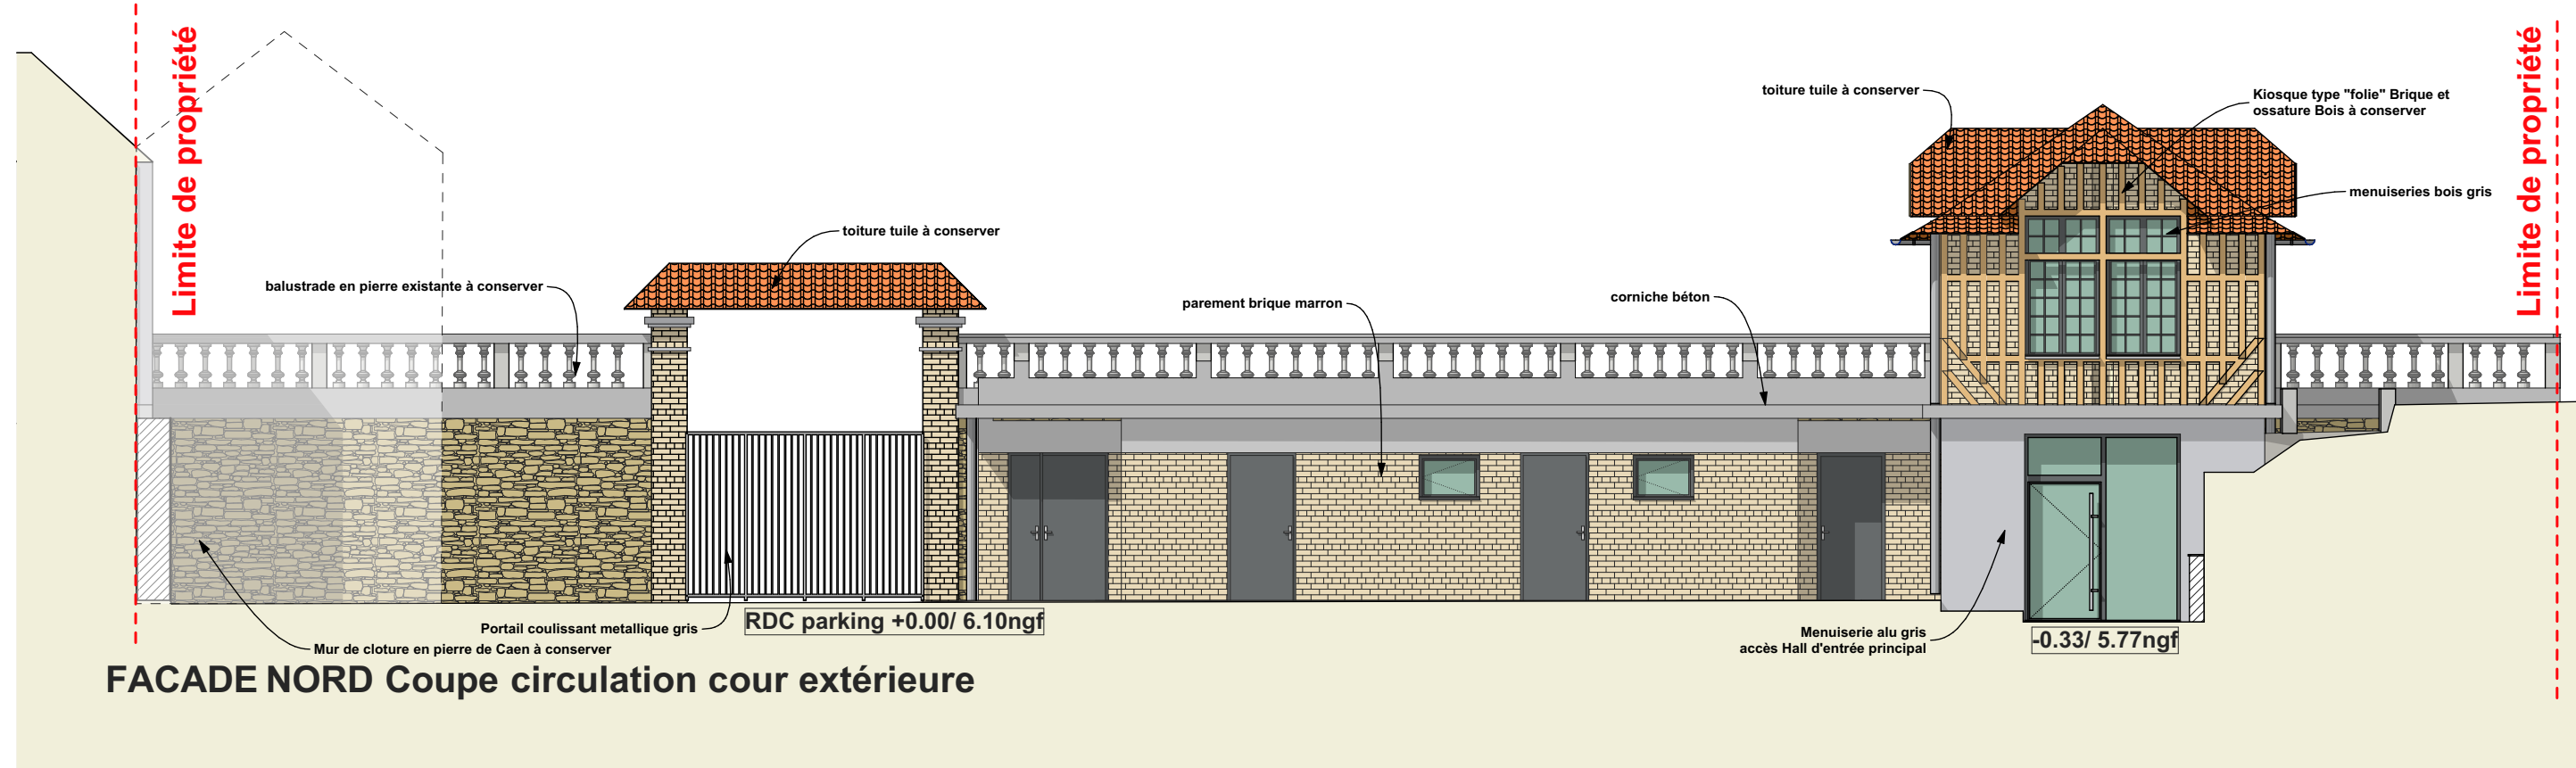 Limite de propriété
toiture tuile à conserver
Kiosque type "folie" Brique et
ossature Bois à conserver
Limite de propriété
menuiseries bois gris
toiture tuile à conserver
balustrade en pierre existante à conserver
parement brique marron
corniche béton
Portail coulissant metallique gris
RDC parking +0.00/ 6.10ngf
Mur de cloture en pierre de Caen à conserver
Menuiserie alu gris
accès Hall d'entrée principal
-0.33/ 5.77ngf
FACADE NORD Coupe circulation cour extérieure